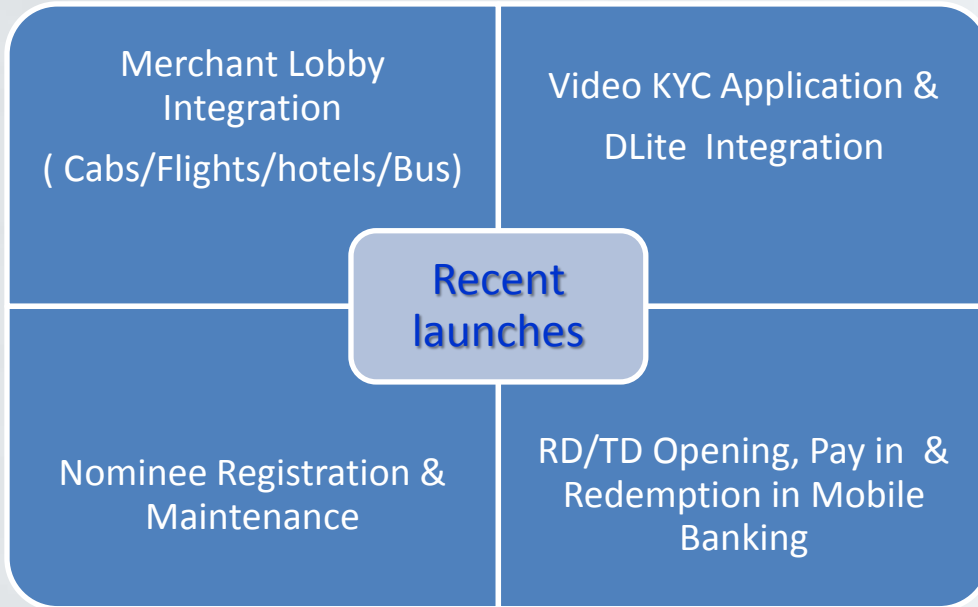 Merchant Lobby
Integration
( Cabs/Flights/hotels/Bus)
Video KYC Application &
DLite Integration
Recent
launches
Nominee Registration &
Maintenance
RD/TD Opening, Pay in &
Redemption in Mobile
Banking